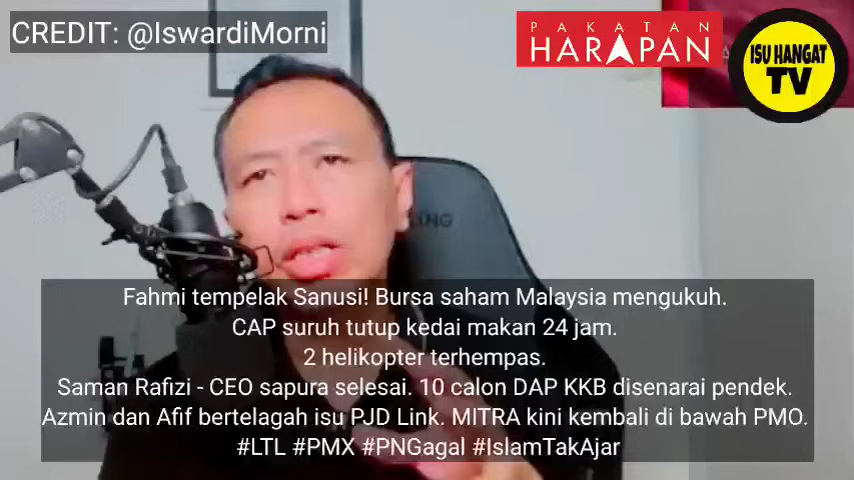 CREDIT: @IswardiMorni
PAKATAN
HARAPAN
ISU HANGAT
TV
Fahmi tempelak Sanusi! Bursa saham Malaysia mengukuh.
CAP suruh tutup kedai makan 24 jam.
2 helikopter terhempas.
Saman Rafizi - CEO sapura selesai. 10 calon DAP KKB disenarai pendek.
Azmin dan Afif bertelagah isu PJD Link. MITRA kini kembali di bawah PMO.
#LTL #PMX #PNGagal #IslamTakAjar